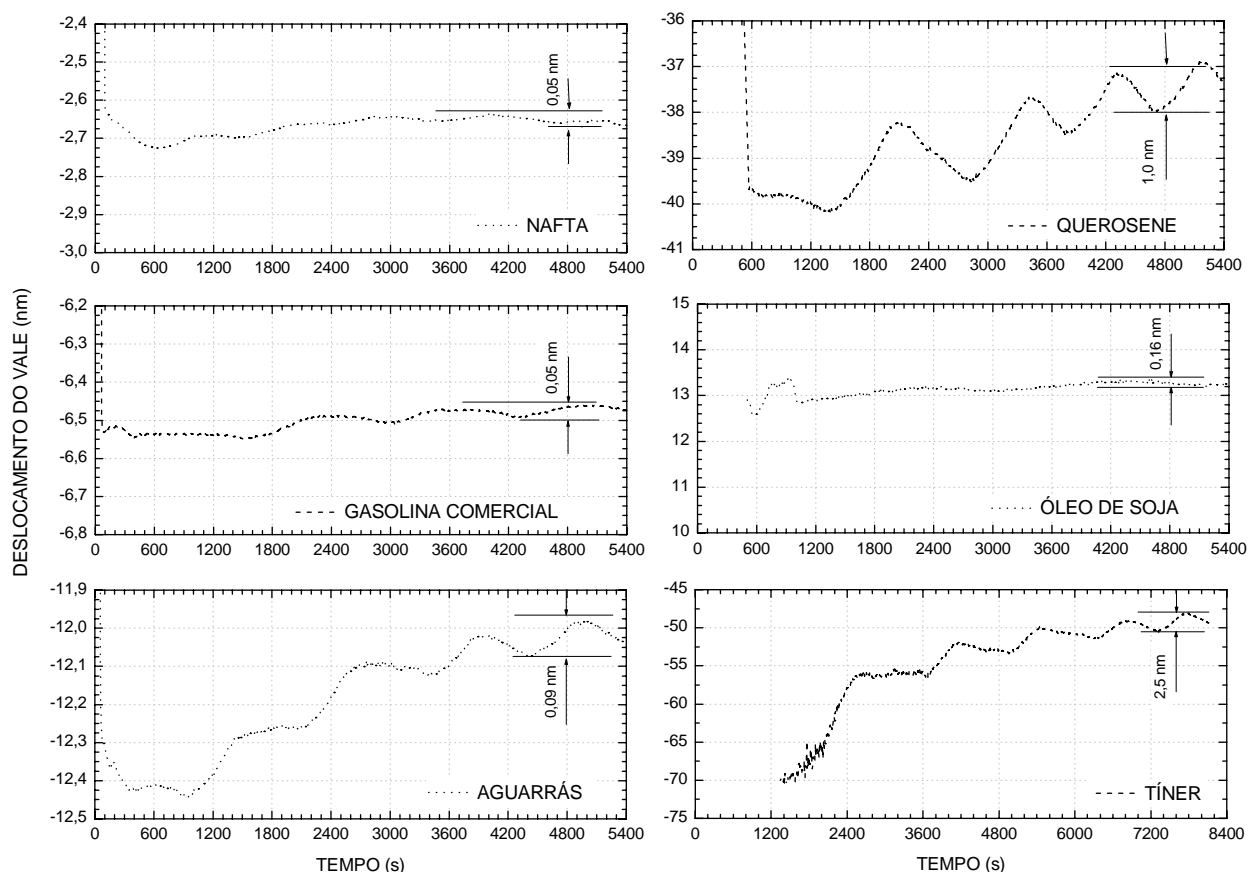 DESLOCAMENTO DO VALE (nm)
-2,4
-2,5
-2,6
-2,7
-2,8
-2,9
-3,0
0,05 nm
NAFTA
0 600 1200 1800 2400 3000 3600 4200 4800 5400
-36
-37
-38
-39
-40
-41
1,0 nm
QUEROSENE
0 600 1200 1800 2400 3000 3600 4200 4800 5400
-6,2
-6,3
-6,4
-6,5
-6,6
-6,7
-6,8
0,05 nm
GASOLINA COMERCIAL
0 600 1200 1800 2400 3000 3600 4200 4800 5400
15
14
13
12
11
10
0,16 nm
ÓLEO DE SOJA
0 600 1200 1800 2400 3000 3600 4200 4800 5400
-11,9
-12,0
-12,1
-12,2
-12,3
-12,4
-12,5
0,09 nm
AGUARRÁS
0 600 1200 1800 2400 3000 3600 4200 4800 5400
TEMPO (s)
-45
-50
-55
-60
-65
-70
-75
2,5 nm
TÍNER
0 1200 2400 3600 4800 6000 7200 8400
TEMPO (s)